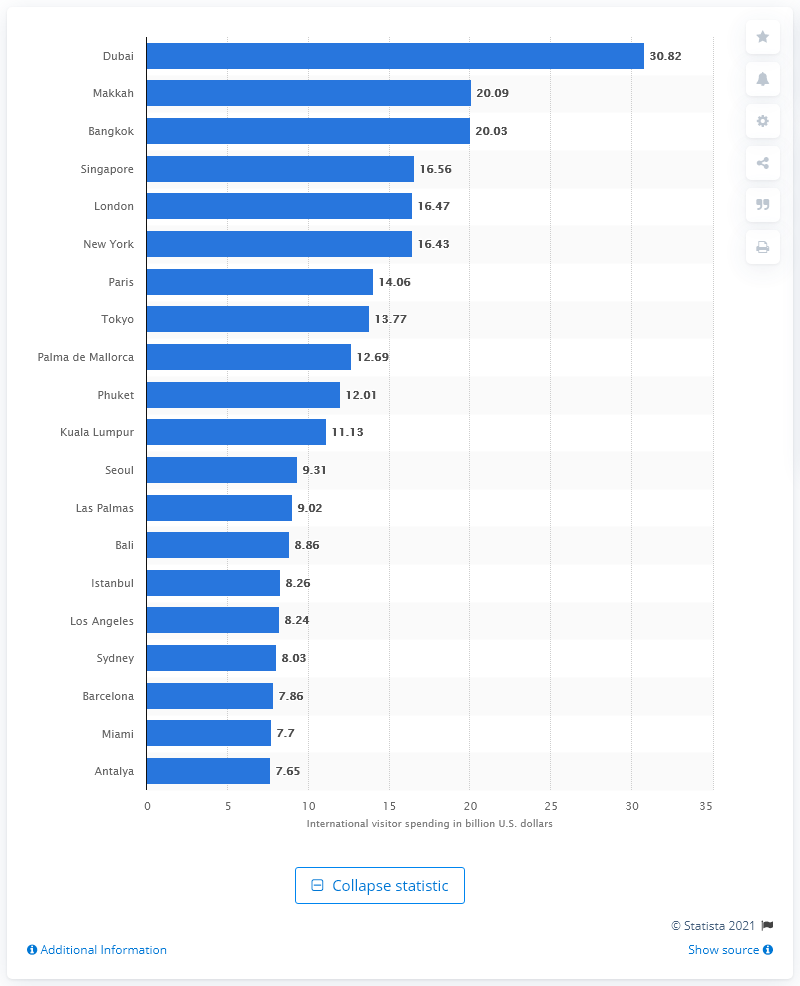 Dubai 30.82
Makkah 20.09
Bangkok 20.03
Singapore 16.56
London 16.47
New York 16.43
Paris 14.06
Tokyo 13.77
Palma de Mallorca 12.69
Phuket 12.01
Kuala Lumpur 11.13
Seoul 9.31
Las Palmas 9.02
Bali 8.86
Istanbul 8.26
Los Angeles 8.24
Sydney 8.03
Barcelona 7.86
Miami 7.7
Antalya 7.65
0 5 10 15 20 25 30 35
International visitor spending in billion U.S. dollars
Collapse statistic
© Statista 2021
Additional Information
Show source